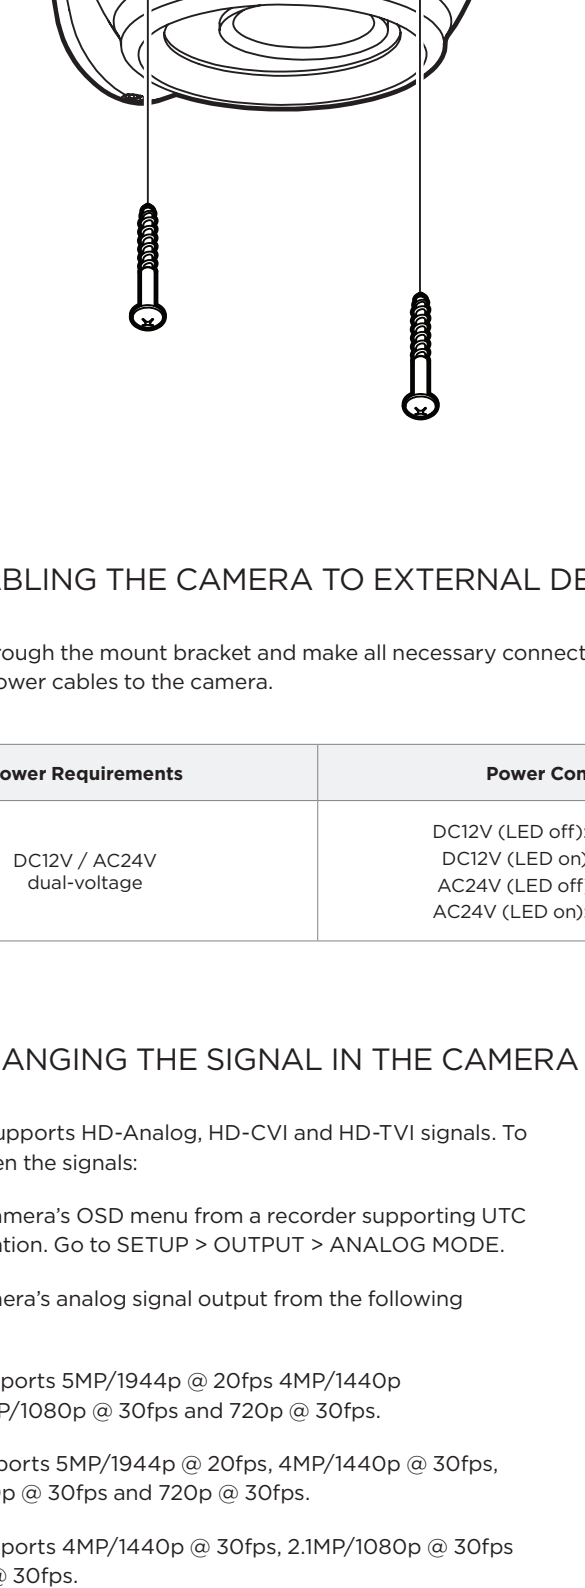 ABLING THE CAMERA TO EXTERNAL DE
rough the mount bracket and make all necessary connect
ower cables to the camera.
ower Requirements
Power Con
DC12V / AC24V
dual-voltage
DC12V (LED off):
DC12V (LED on)
AC24V (LED off)
AC24V (LED on):
ANGING THE SIGNAL IN THE CAMERA
upports HD-Analog, HD-CVI and HD-TVI signals. To
en the signals:
amera's OSD menu from a recorder supporting UTC
ation. Go to SETUP > OUTPUT > ANALOG MODE.
nera's analog signal output from the following
ports 5MP/1944p @ 20fps 4MP/1440p
P/1080p @ 30fps and 720p @ 30fps.
ports 5MP/1944p @ 20fps, 4MP/1440p @ 30fps,
p @ 30fps and 720p @ 30fps.
ports 4MP/1440p @ 30fps, 2.1MP/1080p @ 30fps
@ 30fps.